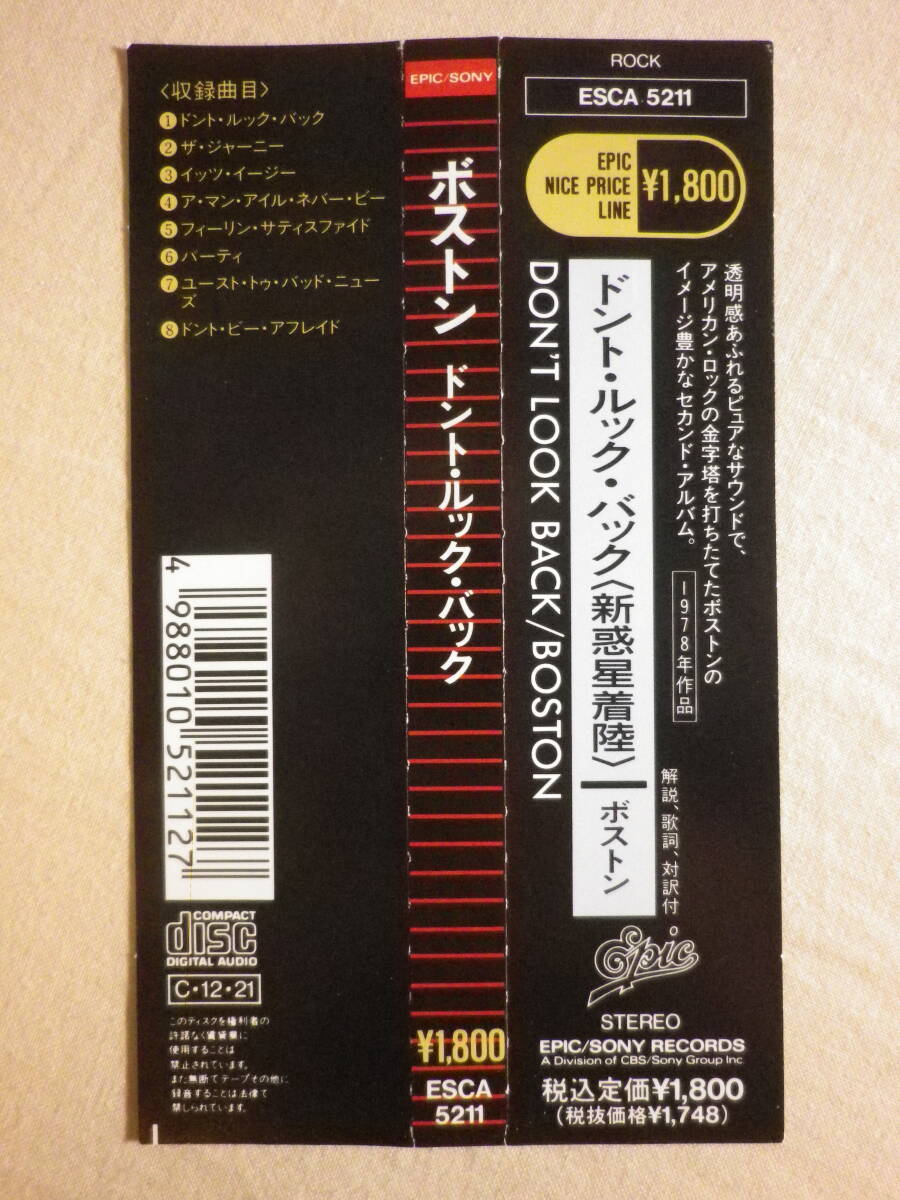 〈収録曲目〉
❶ドント・ルック・バック
❷ザ・ジャーニー
❸イッツ・イージー
❹ア・マン・アイル・ネバー・ビー
❺フィーリン・サティスファイド
❻パーティ
❼ユースト・トゥ・バッド・ニュー
ズ
❽ドント・ビー・アフレイド
4 988010 521127
COMPACT
disc
DIGITAL AUDIO
C・12・21
このディスクを権利者の
許諾なく賃貸業に
使用することは
禁止されています。
また無断でテープその他に
録音することは法律で
禁じられています。
EPIC/SONY
ボストン ドント・ルック・バック
¥1,800
ESCA
5211
ROCK
ESCA 5211
EPIC
NICE PRICE
LINE
¥1,800
透明感あふれるピュアなサウンドで、
アメリカン・ロックの金字塔を打ちたてたボストンの
イメージ豊かなセカンド・アルバム。
1978年作品
ドント・ルック・バック〈新惑星着陸〉 ボストン
DON'T LOOK BACK/BOSTON
解説、歌詞、対訳付
Epic
STEREO
EPIC/SONY RECORDS
A Division of CBS/Sony Group Inc.
税込定価¥1,800
(税抜価格¥1,748)